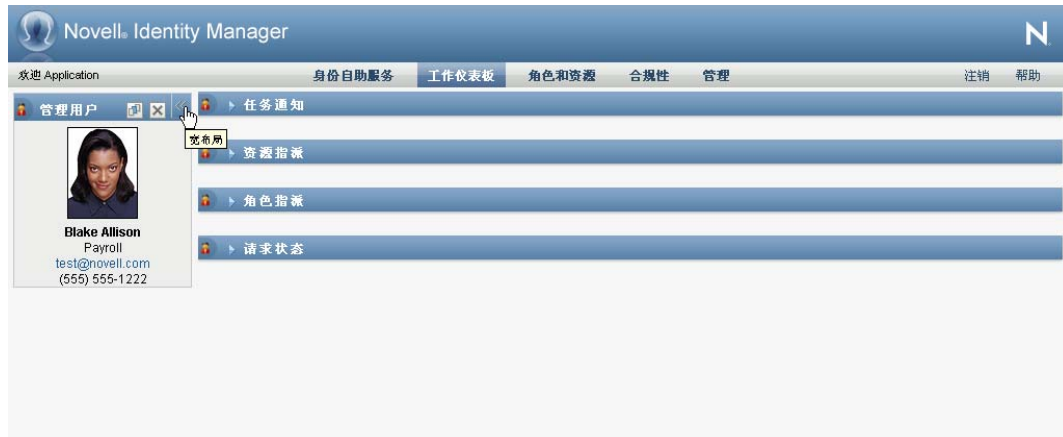 Novell® Identity Manager
N
欢迎 Application 身份自助服务 工作仪表板 角色和资源 合规性 管理 注销 帮助
管理用户
宽布局
Blake Allison
Payroll
test@novell.com
(555) 555-1222
任务通知
资源指派
角色指派
请求状态